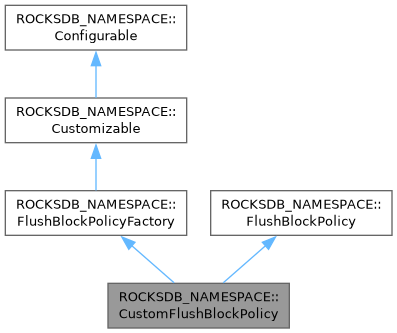 ROCKSDB_NAMESPACE::
Configurable
ROCKSDB_NAMESPACE::
Customizable
ROCKSDB_NAMESPACE::
FlushBlockPolicyFactory
ROCKSDB_NAMESPACE::
FlushBlockPolicy
ROCKSDB_NAMESPACE::
CustomFlushBlockPolicy